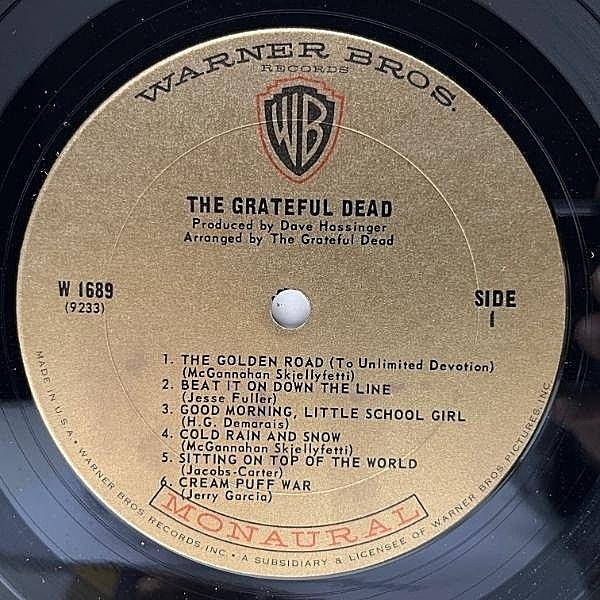 WARNER BROS.
RECORDS
WB
THE GRATEFUL DEAD
Produced by Dave Hassinger
Arranged by The Grateful Dead
W 1689
(9233)
SIDE
1
1. THE GOLDEN ROAD (To Unlimited Devotion)
(McGannahan Skjellyfetti)
2. BEAT IT ON DOWN THE LINE
(Jesse Fuller)
3. GOOD MORNING, LITTLE SCHOOL GIRL
(H.G. Demarais)
4. COLD RAIN AND SNOW
(McGannahan Skjellyfetti)
5. SITTING ON TOP OF THE WORLD
(Jacobs-Carter)
6. CREAM PUFF WAR
(Jerry Garcia)
MONAURAL
MADE IN U.S.A. • WARNER BROS. RECORDS, INC. • A SUBSIDIARY & LICENSEE OF WARNER BROS. PICTURES, INC.